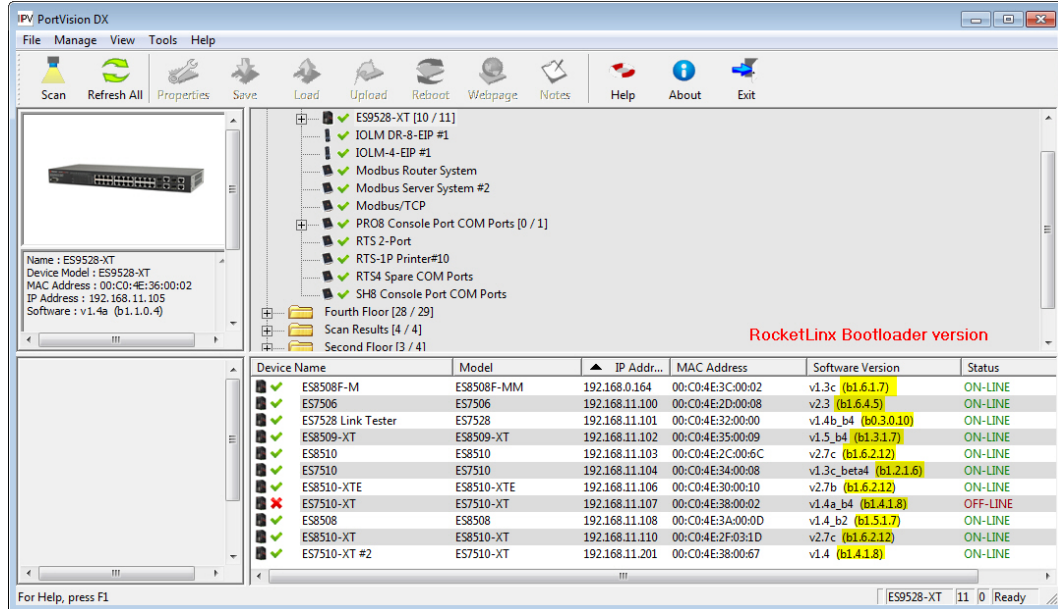 IPV PortVision DX
File Manage View Tools Help
Scan Refresh All Properties Save Load Upload Reboot Webpage Notes Help About Exit
ES9528-XT [10 / 11]
IOLM DR-8-EIP #1
IOLM-4-EIP #1
Modbus Router System
Modbus Server System #2
Modbus/TCP
PRO8 Console Port COM Ports [0 / 1]
RTS 2-Port
RTS-1P Printer#10
RTS4 Spare COM Ports
SH8 Console Port COM Ports
Fourth Floor [28 / 29]
Scan Results [4 / 4]
Second Floor [3 / 4]
RocketLinx Bootloader version
Name : ES9528-XT
Device Model : ES9528-XT
MAC Address : 00:C0:4E:36:00:02
IP Address : 192.168.11.105
Software : v1.4a (b1.1.0.4)
Device Name Model IP Addr... MAC Address Software Version Status
ES8508F-M ES8508F-MM 192.168.0.164 00:C0:4E:3C:00:02 v1.3c (b1.6.1.7) ON-LINE
ES7506 ES7506 192.168.11.100 00:C0:4E:2D:00:08 v2.3 (b1.6.4.5) ON-LINE
ES7528 Link Tester ES7528 192.168.11.101 00:C0:4E:32:00:00 v1.4b_b4 (b0.3.0.10) ON-LINE
ES8509-XT ES8509-XT 192.168.11.102 00:C0:4E:35:00:09 v1.5_b4 (b1.3.1.7) ON-LINE
ES8510 ES8510 192.168.11.103 00:C0:4E:2C:00:6C v2.7c (b1.6.2.12) ON-LINE
ES7510 ES7510 192.168.11.104 00:C0:4E:34:00:08 v1.3c_beta4 (b1.2.1.6) ON-LINE
ES8510-XTE ES8510-XTE 192.168.11.106 00:C0:4E:30:00:10 v2.7b (b1.6.2.12) ON-LINE
ES7510-XT ES7510-XT 192.168.11.107 00:C0:4E:38:00:02 v1.4a_b4 (b1.4.1.8) OFF-LINE
ES8508 ES8508 192.168.11.108 00:C0:4E:3A:00:0D v1.4_b2 (b1.5.1.7) ON-LINE
ES8510-XT ES8510-XT 192.168.11.110 00:C0:4E:2F:03:1D v2.7c (b1.6.2.12) ON-LINE
ES7510-XT #2 ES7510-XT 192.168.11.201 00:C0:4E:38:00:67 v1.4 (b1.4.1.8) ON-LINE
For Help, press F1 ES9528-XT 11 0 Ready